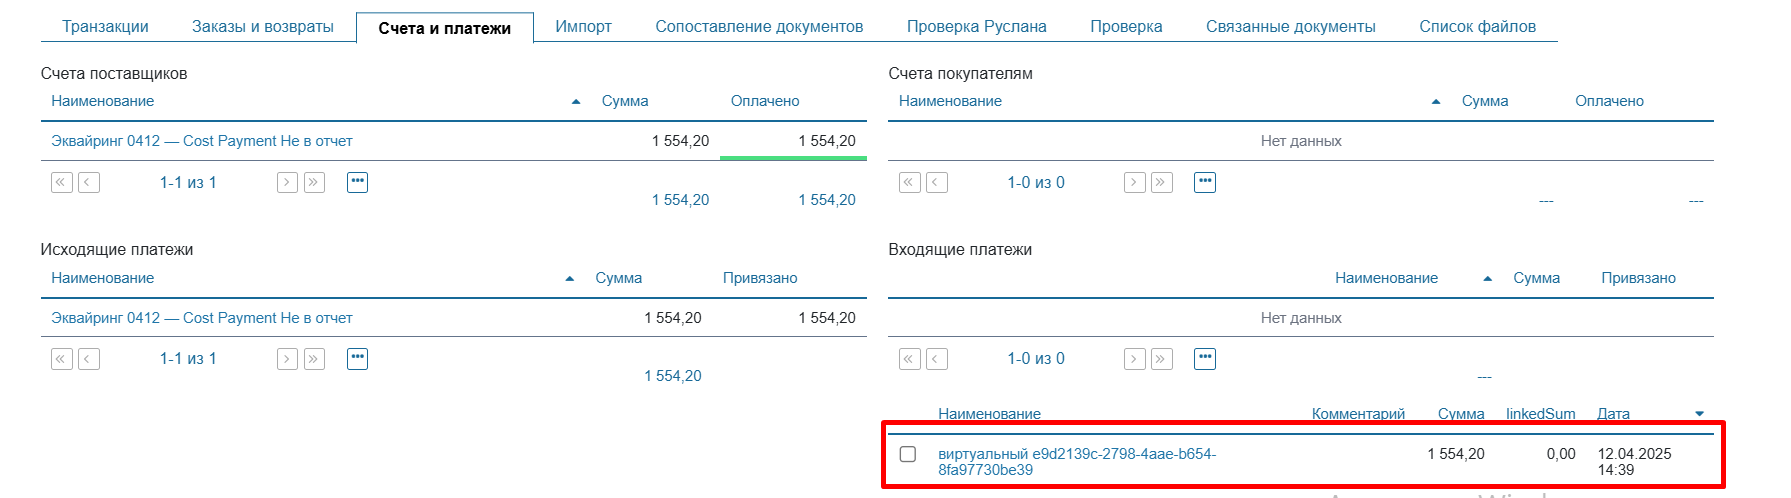 Транзакции Заказы и возвраты Счета и платежи Импорт Сопоставление документов Проверка Руслана Проверка Связанные документы Список файлов
Счета поставщиков
Наименование Сумма Оплачено
Эквайринг 0412 — Cost Payment Не в отчет 1 554,20 1 554,20
« ‹ 1-1 из 1 › » •••
1 554,20 1 554,20
Счета покупателям
Наименование Сумма Оплачено
Нет данных
« ‹ 1-0 из 0 › » •••
--- ---
Исходящие платежи
Наименование Сумма Привязано
Эквайринг 0412 — Cost Payment Не в отчет 1 554,20 1 554,20
« ‹ 1-1 из 1 › » •••
1 554,20
Входящие платежи
Наименование Сумма Привязано
Нет данных
« ‹ 1-0 из 0 › » •••
---
Наименование Комментарий Сумма linkedSum Дата
виртуальный e9d2139c-2798-4aae-b654- 1 554,20 0,00 12.04.2025
8fa97730be39 14:39